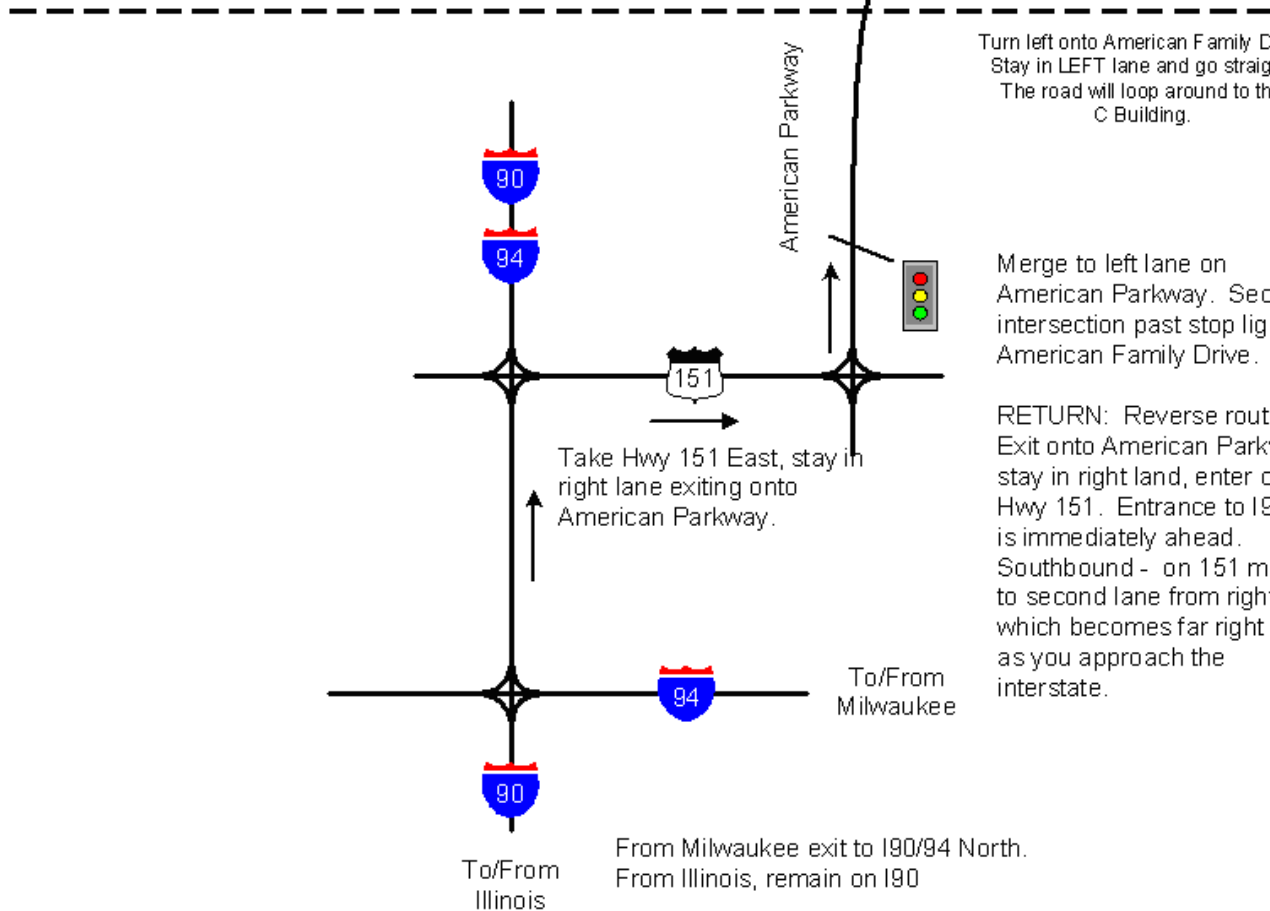 Turn left onto American Family D
Stay in LEFT lane and go straig
The road will loop around to th
C Building.
American Parkway
90
94
Merge to left lane on
American Parkway. Sec
intersection past stop lig
American Family Drive.
151
RETURN: Reverse rout
Exit onto American Park
stay in right land, enter o
Hwy 151. Entrance to I9
is immediately ahead.
Southbound - on 151 m
to second lane from right
which becomes far right
as you approach the
interstate.
Take Hwy 151 East, stay in
right lane exiting onto
American Parkway.
94
To/From
Milwaukee
90
To/From
Illinois
From Milwaukee exit to I90/94 North.
From Illinois, remain on I90